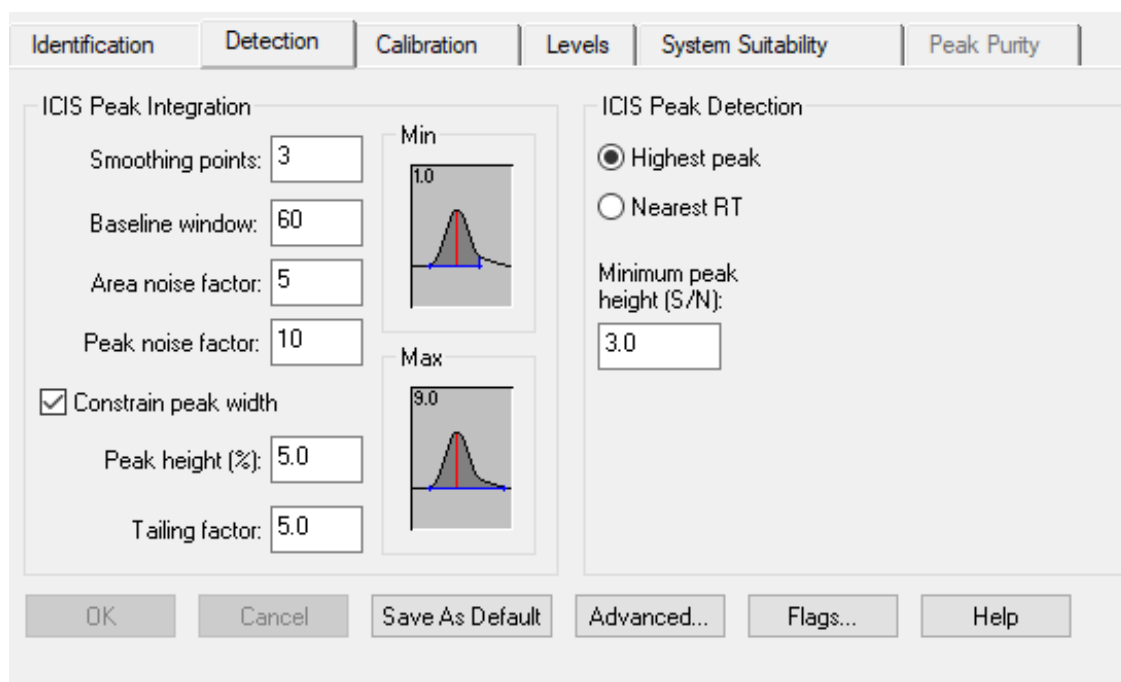 Identification Detection Calibration Levels System Suitability Peak Purity
ICIS Peak Integration
Smoothing points: 3
Baseline window: 60
Area noise factor: 5
Peak noise factor: 10
Constrain peak width
Peak height (%): 5.0
Tailing factor: 5.0
Min
1.0
Max
9.0
ICIS Peak Detection
Highest peak
Nearest RT
Minimum peak
height (S/N):
3.0
OK Cancel Save As Default Advanced... Flags... Help